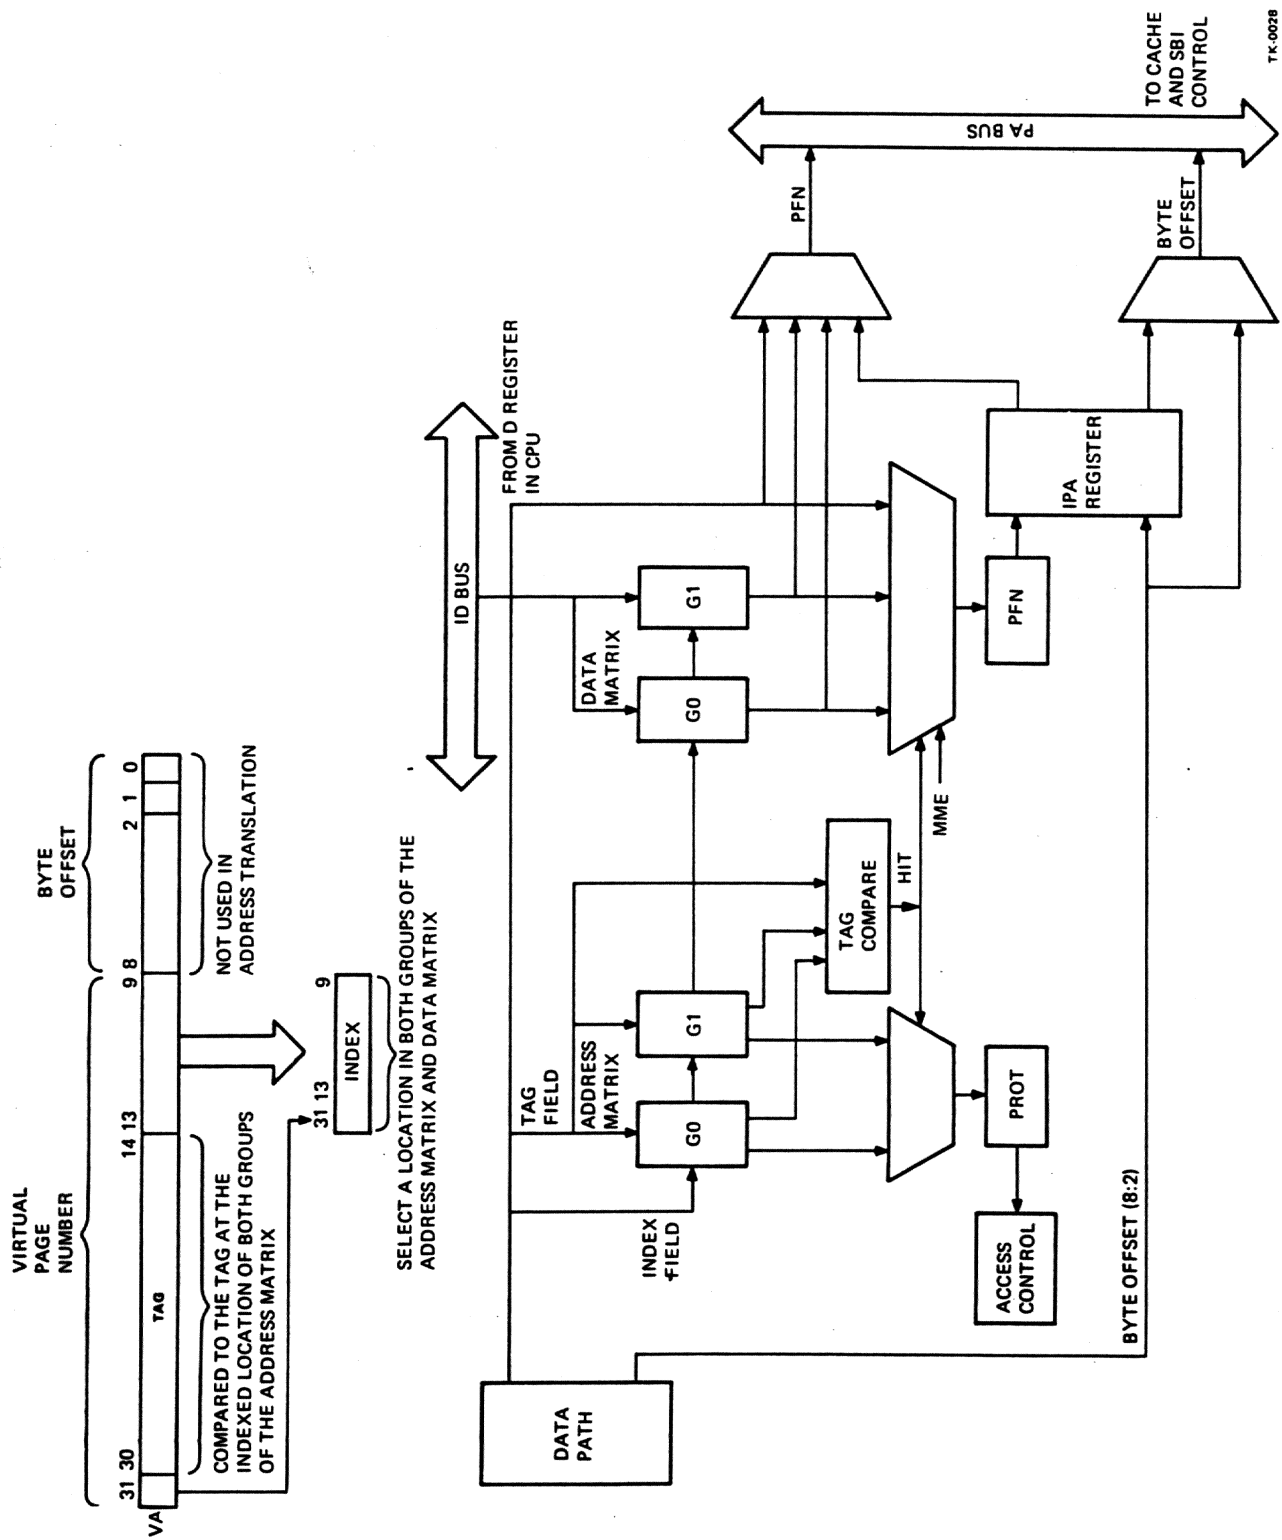 VIRTUAL
PAGE
NUMBER
BYTE
OFFSET
VA
31 30
14 13
9 8
2 1 0
TAG
COMPARED TO THE TAG AT THE
INDEXED LOCATION OF BOTH GROUPS
OF THE ADDRESS MATRIX
NOT USED IN
ADDRESS TRANSLATION
31 13
9
INDEX
SELECT A LOCATION IN BOTH GROUPS OF THE
ADDRESS MATRIX AND DATA MATRIX
ID BUS
FROM D REGISTER
IN CPU
DATA
PATH
TAG
FIELD
ADDRESS
MATRIX
INDEX
FIELD
G0
G1
DATA
MATRIX
G0
G1
TAG
COMPARE
HIT
MME
PROT
ACCESS
CONTROL
PFN
IPA
REGISTER
BYTE OFFSET (8:2)
PFN
BYTE
OFFSET
PA BUS
TO CACHE
AND SBI
CONTROL
TK-0028